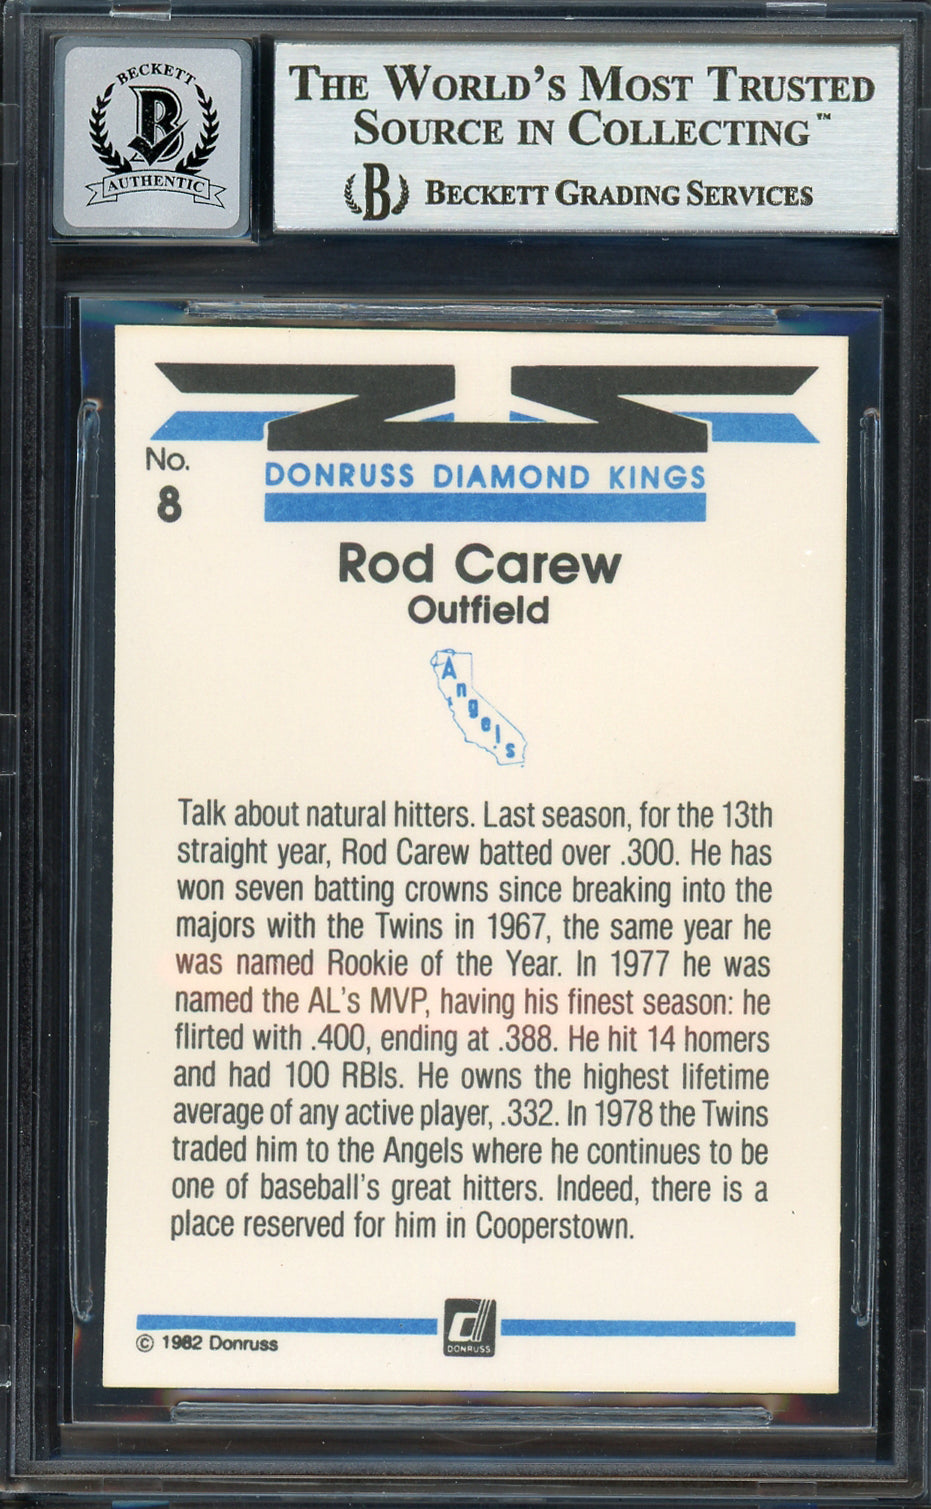 BECKETT
B
AUTHENTIC
THE WORLD'S MOST TRUSTED
SOURCE IN COLLECTING™
B BECKETT GRADING SERVICES
No.
8
DONRUSS DIAMOND KINGS
Rod Carew
Outfield
Angels
Talk about natural hitters. Last season, for the 13th
straight year, Rod Carew batted over .300. He has
won seven batting crowns since breaking into the
majors with the Twins in 1967, the same year he
was named Rookie of the Year. In 1977 he was
named the AL's MVP, having his finest season: he
flirted with .400, ending at .388. He hit 14 homers
and had 100 RBIs. He owns the highest lifetime
average of any active player, .332. In 1978 the Twins
traded him to the Angels where he continues to be
one of baseball's great hitters. Indeed, there is a
place reserved for him in Cooperstown.
© 1982 Donruss
d
DONRUSS